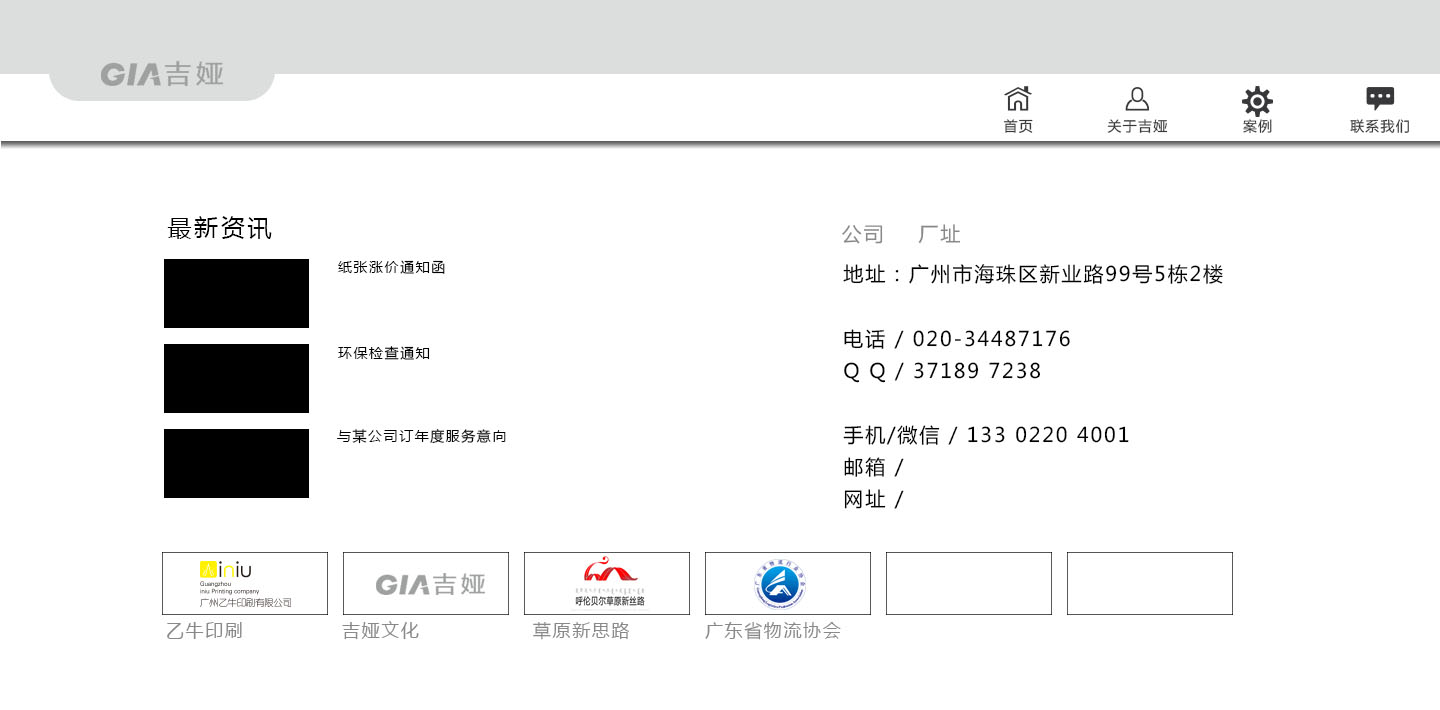 GIA吉娅
首页
关于吉娅
案例
联系我们
最新资讯
纸张涨价通知函
环保检查通知
与某公司订年度服务意向
公司 厂址
地址：广州市海珠区新业路99号5栋2楼
电话 / 020-34487176
Q Q / 37189 7238
手机/微信 / 133 0220 4001
邮箱 /
网址 /
iniu
Guangzhou
iniu Printing company
广州乙牛印刷有限公司
GIA吉娅
呼伦贝尔草原新丝路
乙牛印刷
吉娅文化
草原新思路
广东省物流协会